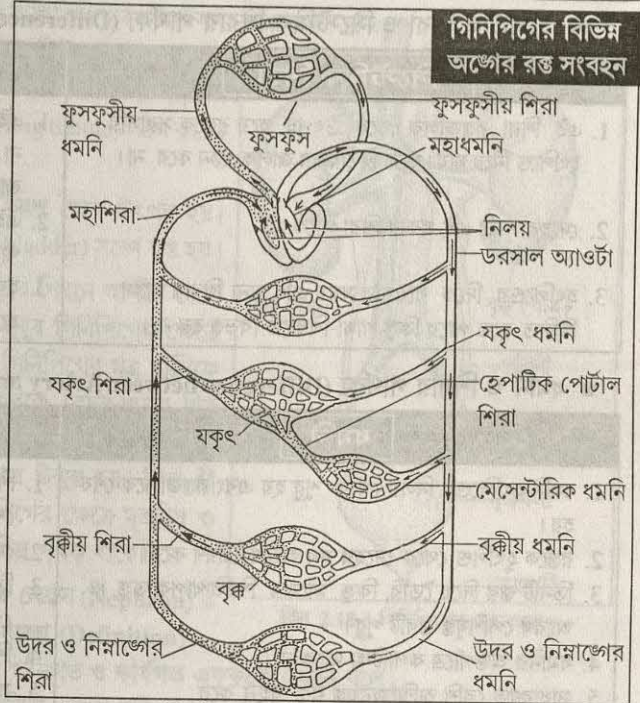 গিনিপিগের বিভিন্ন
অঙ্গের রক্ত সংবহন
ফুসফুসীয়
ধমনি
ফুসফুস
ফুসফুসীয় শিরা
মহাধমনি
মহাশিরা
নিলয়
ডরসাল অ্যাওর্টা
যকৃৎ ধমনি
যকৃৎ শিরা
হেপাটিক পোর্টাল
শিরা
যকৃৎ
মেসেন্টারিক ধমনি
বৃক্কীয় শিরা
বৃক্কীয় ধমনি
বৃক্ক
উদর ও নিম্নাঙ্গের
শিরা
উদর ও নিম্নাঙ্গের
ধমনি